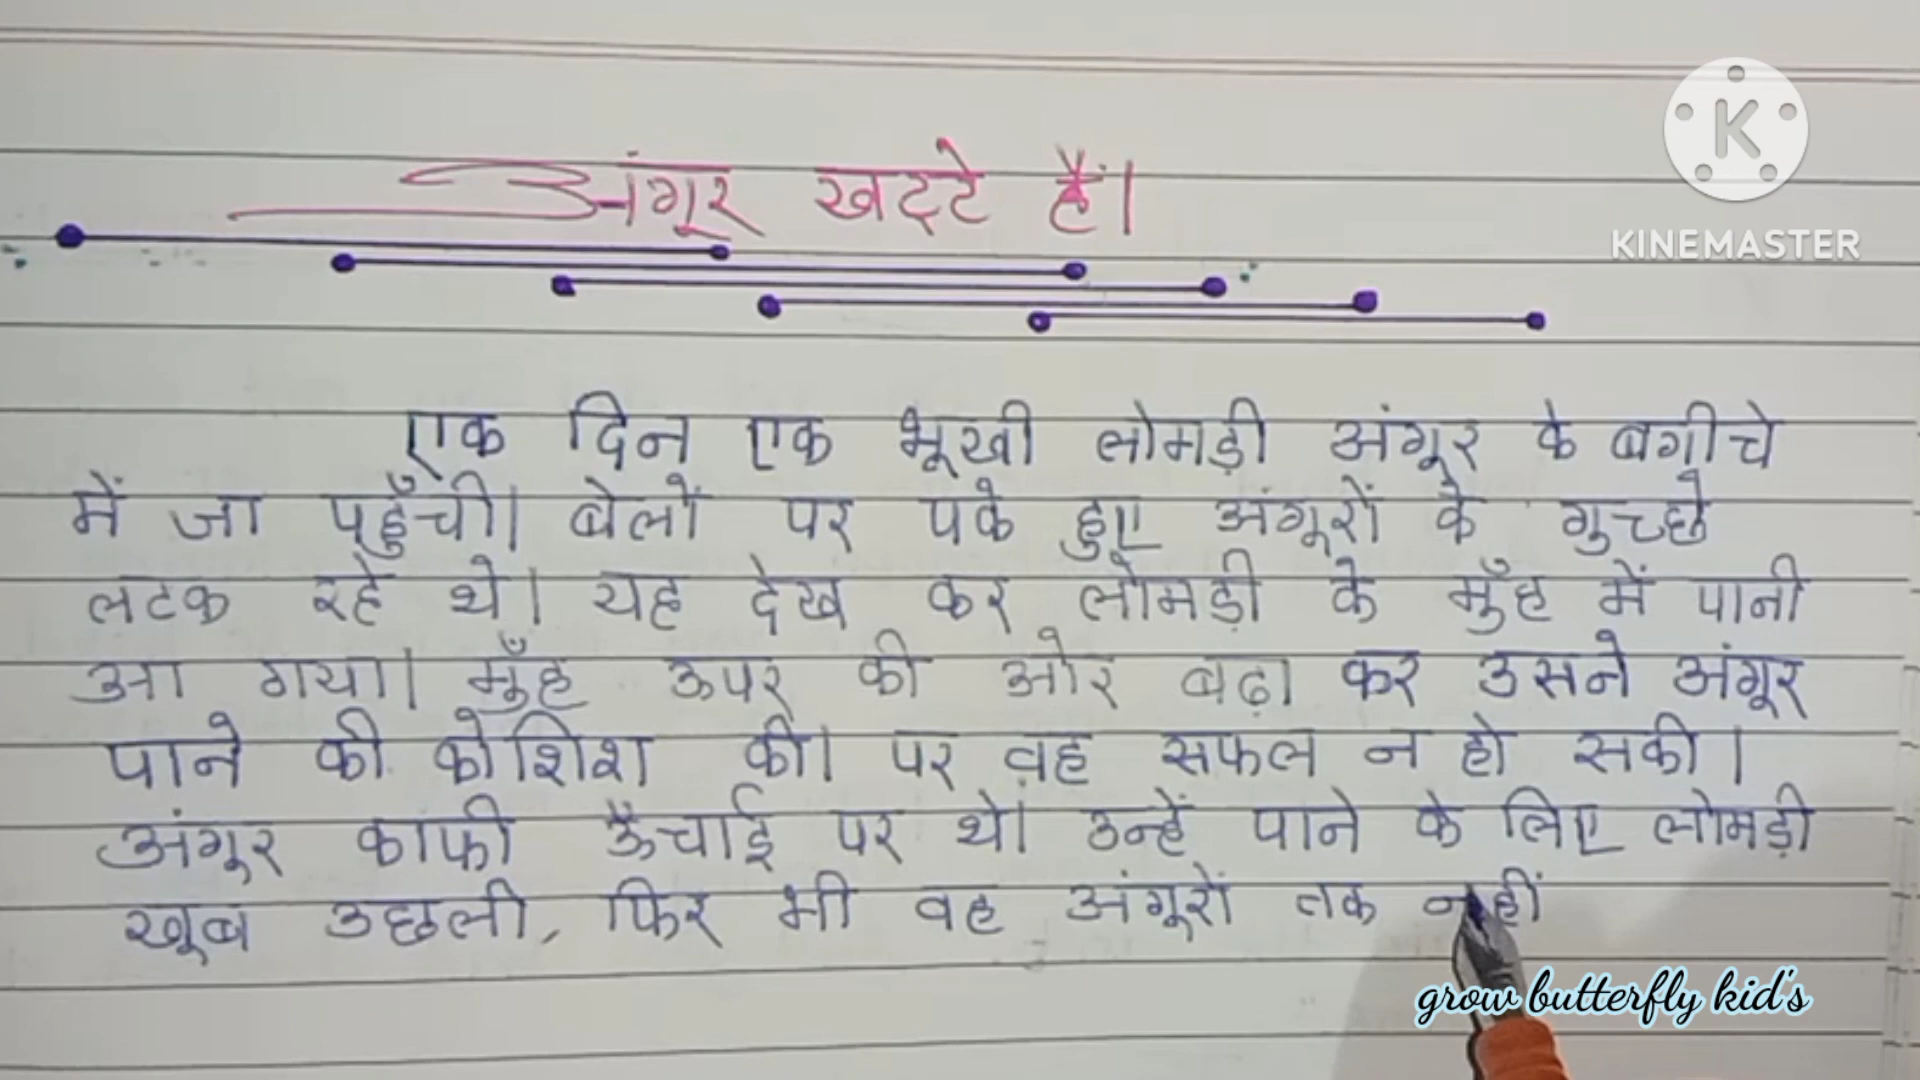 अंगूर खट्टे हैं।
KINEMASTER
एक दिन एक भूखी लोमड़ी अंगूर के बगीचे
में जा पहुँची। बेलों पर पके हुए अंगूरों के गुच्छे
लटक रहे थे। यह देख कर लोमड़ी के मुँह में पानी
आ गया। मुँह ऊपर की ओर बढ़ा कर उसने अंगूर
पाने की कोशिश की। पर वह सफल न हो सकी।
अंगूर काफी ऊँचाई पर थे। उन्हें पाने के लिए लोमड़ी
खूब उछली, फिर भी वह अंगूरों तक नहीं
grow butterfly kid's